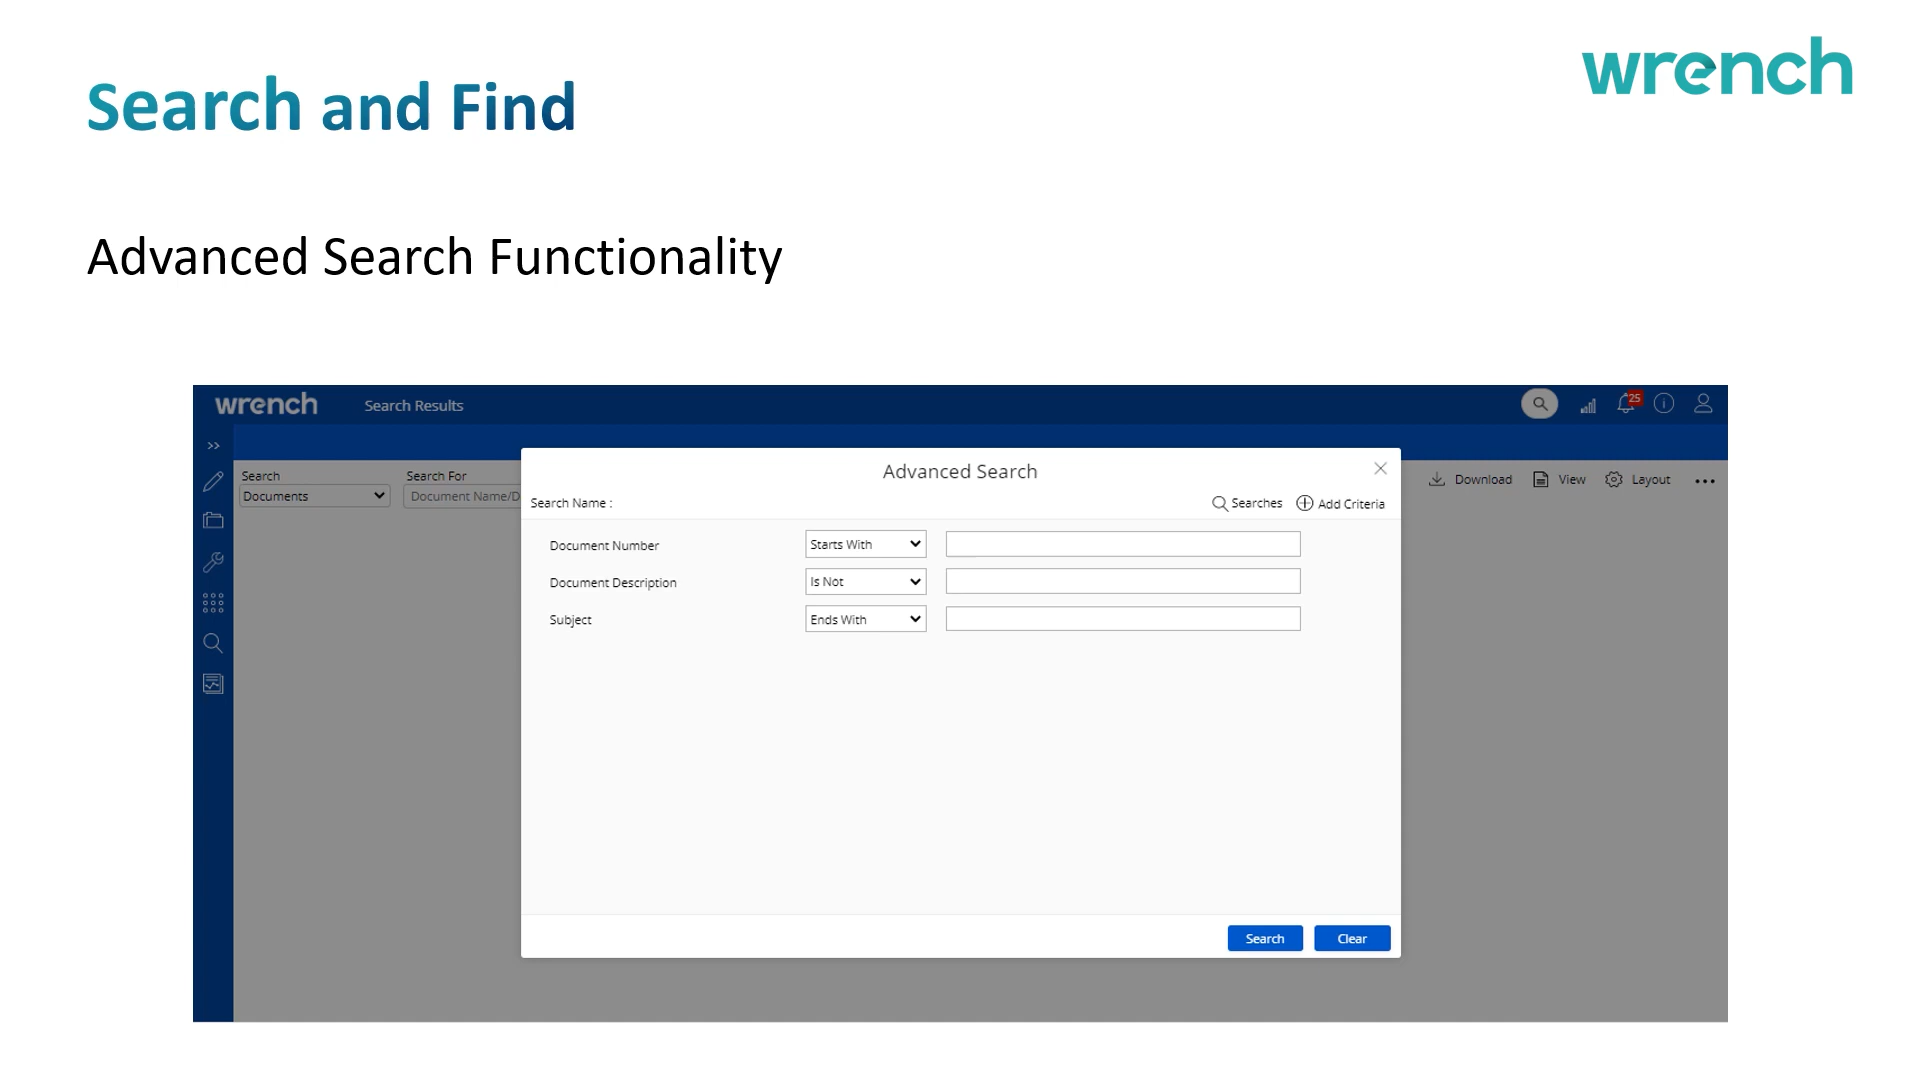 wrench
Search and Find
Advanced Search Functionality
wrench Search Results 25
Search Search For
Documents Document Name/D
Download View Layout
Advanced Search
Search Name : Searches Add Criteria
Document Number Starts With
Document Description Is Not
Subject Ends With
Search Clear